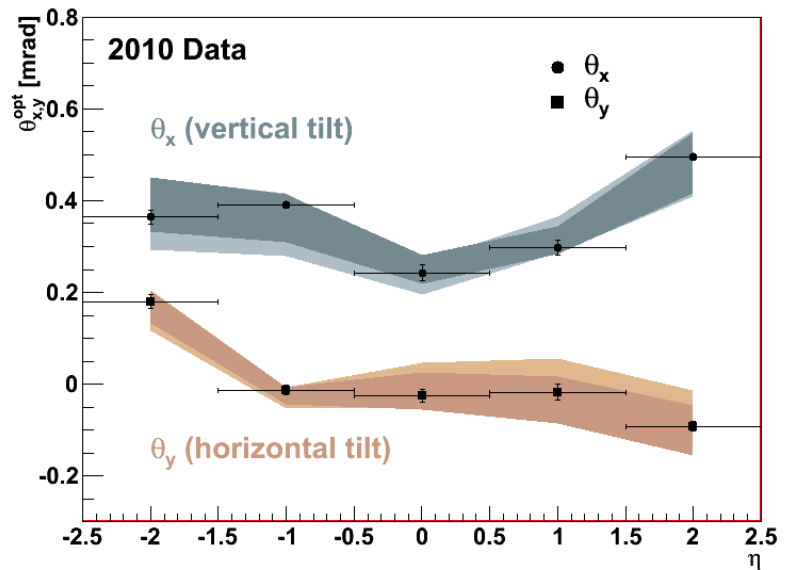 2010 Data
θx
θy
θx (vertical tilt)
θy (horizontal tilt)
θx,y^opt [mrad]
0.8
0.6
0.4
0.2
0
-0.2
-2.5 -2 -1.5 -1 -0.5 0 0.5 1 1.5 2 2.5
η